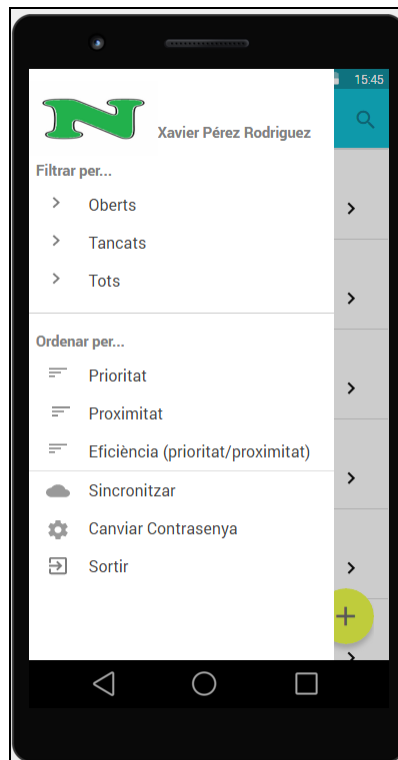 15:45
N
Xavier Pérez Rodriguez
Filtrar per...
Oberts
Tancats
Tots
Ordenar per...
Prioritat
Proximitat
Eficiència (prioritat/proximitat)
Sincronitzar
Canviar Contrasenya
Sortir